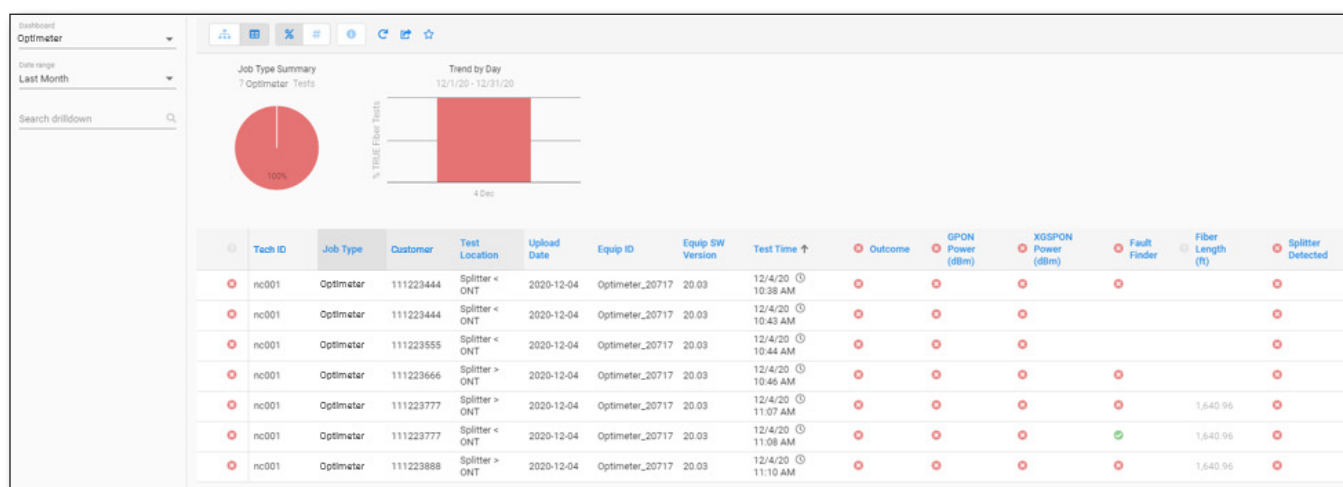 Dashboard
Optimeter
Date range
Last Month
Search drilldown
% #
Job Type Summary
7 Optimeter Tests
100%
Trend by Day
12/1/20 - 12/31/20
% TRUE Fiber Tests
4 Dec
Tech ID Job Type Customer Test Location Upload Date Equip ID Equip SW Version Test Time ↑ Outcome GPON Power (dBm) XGSPON Power (dBm) Fault Finder Fiber Length (ft) Splitter Detected
nc001 Optimeter 111223444 Splitter < ONT 2020-12-04 Optimeter_20717 20.03 12/4/20 10:38 AM
nc001 Optimeter 111223444 Splitter < ONT 2020-12-04 Optimeter_20717 20.03 12/4/20 10:43 AM
nc001 Optimeter 111223555 Splitter < ONT 2020-12-04 Optimeter_20717 20.03 12/4/20 10:44 AM
nc001 Optimeter 111223666 Splitter > ONT 2020-12-04 Optimeter_20717 20.03 12/4/20 10:46 AM
nc001 Optimeter 111223777 Splitter > ONT 2020-12-04 Optimeter_20717 20.03 12/4/20 11:07 AM 1,640.96
nc001 Optimeter 111223777 Splitter < ONT 2020-12-04 Optimeter_20717 20.03 12/4/20 11:08 AM 1,640.96
nc001 Optimeter 111223888 Splitter > ONT 2020-12-04 Optimeter_20717 20.03 12/4/20 11:10 AM 1,640.96